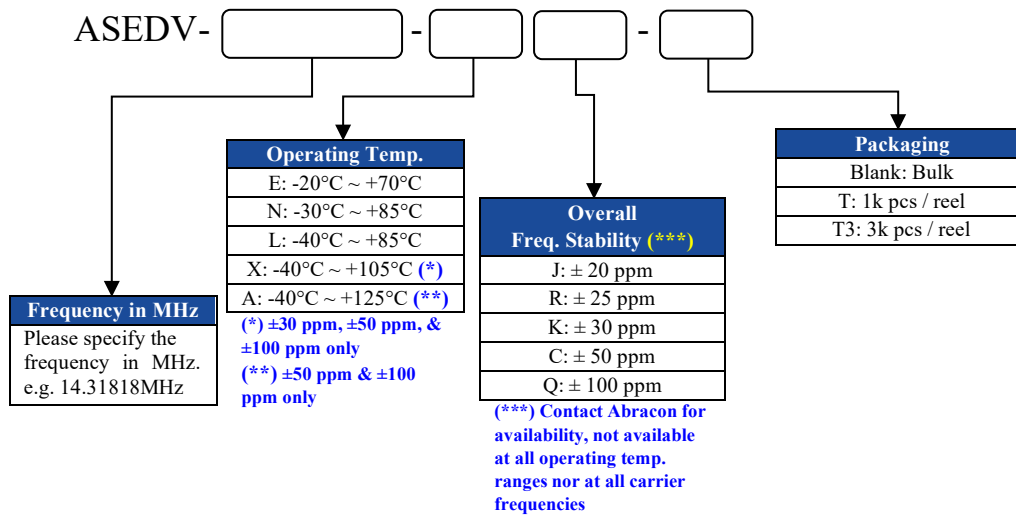 ASEDV- - -
Operating Temp.
E: -20°C ~ +70°C
N: -30°C ~ +85°C
L: -40°C ~ +85°C
X: -40°C ~ +105°C (*)
A: -40°C ~ +125°C (**)
(*) ±30 ppm, ±50 ppm, &
±100 ppm only
(**) ±50 ppm & ±100
ppm only
Packaging
Blank: Bulk
T: 1k pcs / reel
T3: 3k pcs / reel
Overall
Freq. Stability (***)
J: ± 20 ppm
R: ± 25 ppm
K: ± 30 ppm
C: ± 50 ppm
Q: ± 100 ppm
(***) Contact Abracon for
availability, not available
at all operating temp.
ranges nor at all carrier
frequencies
Frequency in MHz
Please specify the
frequency in MHz.
e.g. 14.31818MHz